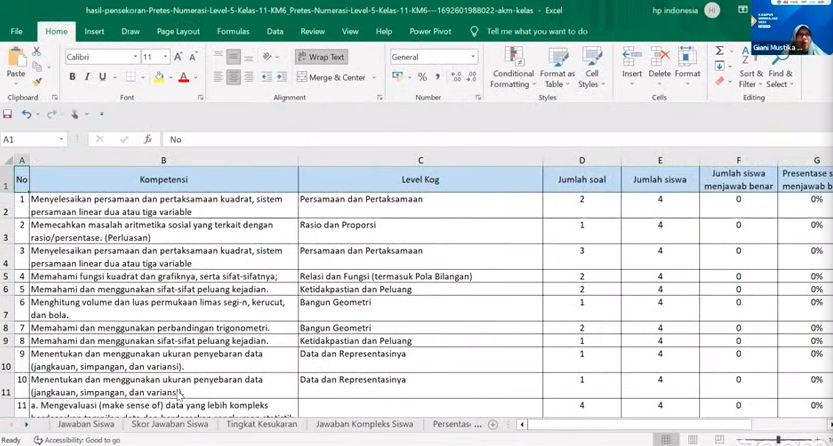 hasil-pensekoran-Pretes-Numerasi-Level-5-Kelas-11-KM6_Pretes-Numerasi-Level-5-Kelas-11-KM6---1692601988022-akm-kelas - Excel
hp indonesia HI
Giani Mustika
File Home Insert Draw Page Layout Formulas Data Review View Help Power Pivot Tell me what you want to do
Paste
Calibri 11
B I U
Wrap Text
Merge & Center
General
Conditional Formatting
Format as Table
Cell Styles
Insert Delete Format
Sort & Filter
Find & Select
Clipboard Font Alignment Number Styles Cells Editing
A1 fx No
A B C D E F G
1 No Kompetensi Level Kog Jumlah soal Jumlah siswa Jumlah siswa menjawab benar Presentase s menjawab b
2 1 Menyelesaikan persamaan dan pertaksamaan kuadrat, sistem persamaan linear dua atau tiga variable Persamaan dan Pertaksamaan 2 4 0 0%
3 2 Memecahkan masalah aritmetika sosial yang terkait dengan rasio/persentase. (Perluasan) Rasio dan Proporsi 1 4 0 0%
4 3 Menyelesaikan persamaan dan pertaksamaan kuadrat, sistem persamaan linear dua atau tiga variable Persamaan dan Pertaksamaan 3 4 0 0%
5 4 Memahami fungsi kuadrat dan grafiknya, serta sifat-sifatnya; Relasi dan Fungsi (termasuk Pola Bilangan) 2 4 0 0%
6 5 Memahami dan menggunakan sifat-sifat peluang kejadian. Ketidakpastian dan Peluang 2 4 0 0%
7 6 Menghitung volume dan luas permukaan limas segi-n, kerucut, dan bola. Bangun Geometri 1 4 0 0%
8 7 Memahami dan menggunakan perbandingan trigonometri. Bangun Geometri 2 4 0 0%
9 8 Memahami dan menggunakan sifat-sifat peluang kejadian. Ketidakpastian dan Peluang 1 4 0 0%
10 9 Menentukan dan menggunakan ukuran penyebaran data (jangkauan, simpangan, dan variansi). Data dan Representasinya 1 4 0 0%
11 10 Menentukan dan menggunakan ukuran penyebaran data (jangkauan, simpangan, dan variansi). Data dan Representasinya 1 4 0 0%
11 a. Mengevaluasi (make sense of) data yang lebih kompleks 4 4 0 0%
Jawaban Siswa Skor Jawaban Siswa Tingkat Kesukaran Jawaban Kompleks Siswa Persentas ...
Ready Accessibility: Good to go